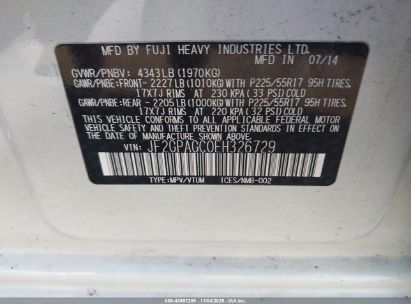 MFD BY FUJI HEAVY INDUSTRIES LTD.
07/14
GVWR/PNBV: 4343LB (1970KG)
GAWR/PNBE:FRONT- 2227LB(1010KG)WITH P225/55R17 95H TIRES,
17X7J RIMS AT 230 KPA (33 PSI)COLD
GAWR/PNBE:REAR - 2205LB(1000KG)WITH P225/55R17 95H TIRES,
17X7J RIMS AT 220 KPA (32 PSI)COLD
THIS VEHICLE CONFORMS TO ALL APPLICABLE FEDERAL MOTOR
VEHICLE SAFETY AND THEFT PREVENTION STANDARDS IN EFFECT ON THE
DATE OF MANUFACTURE SHOWN ABOVE.
VIN: JF2GPAGC0FH326729
TYPE:MPV/VTUM ICES/NMB-002